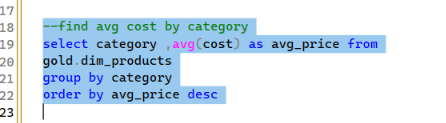 17
18 --find avg cost by category
19 select category ,avg(cost) as avg_price from
20 gold.dim_products
21 group by category
22 order by avg_price desc
23